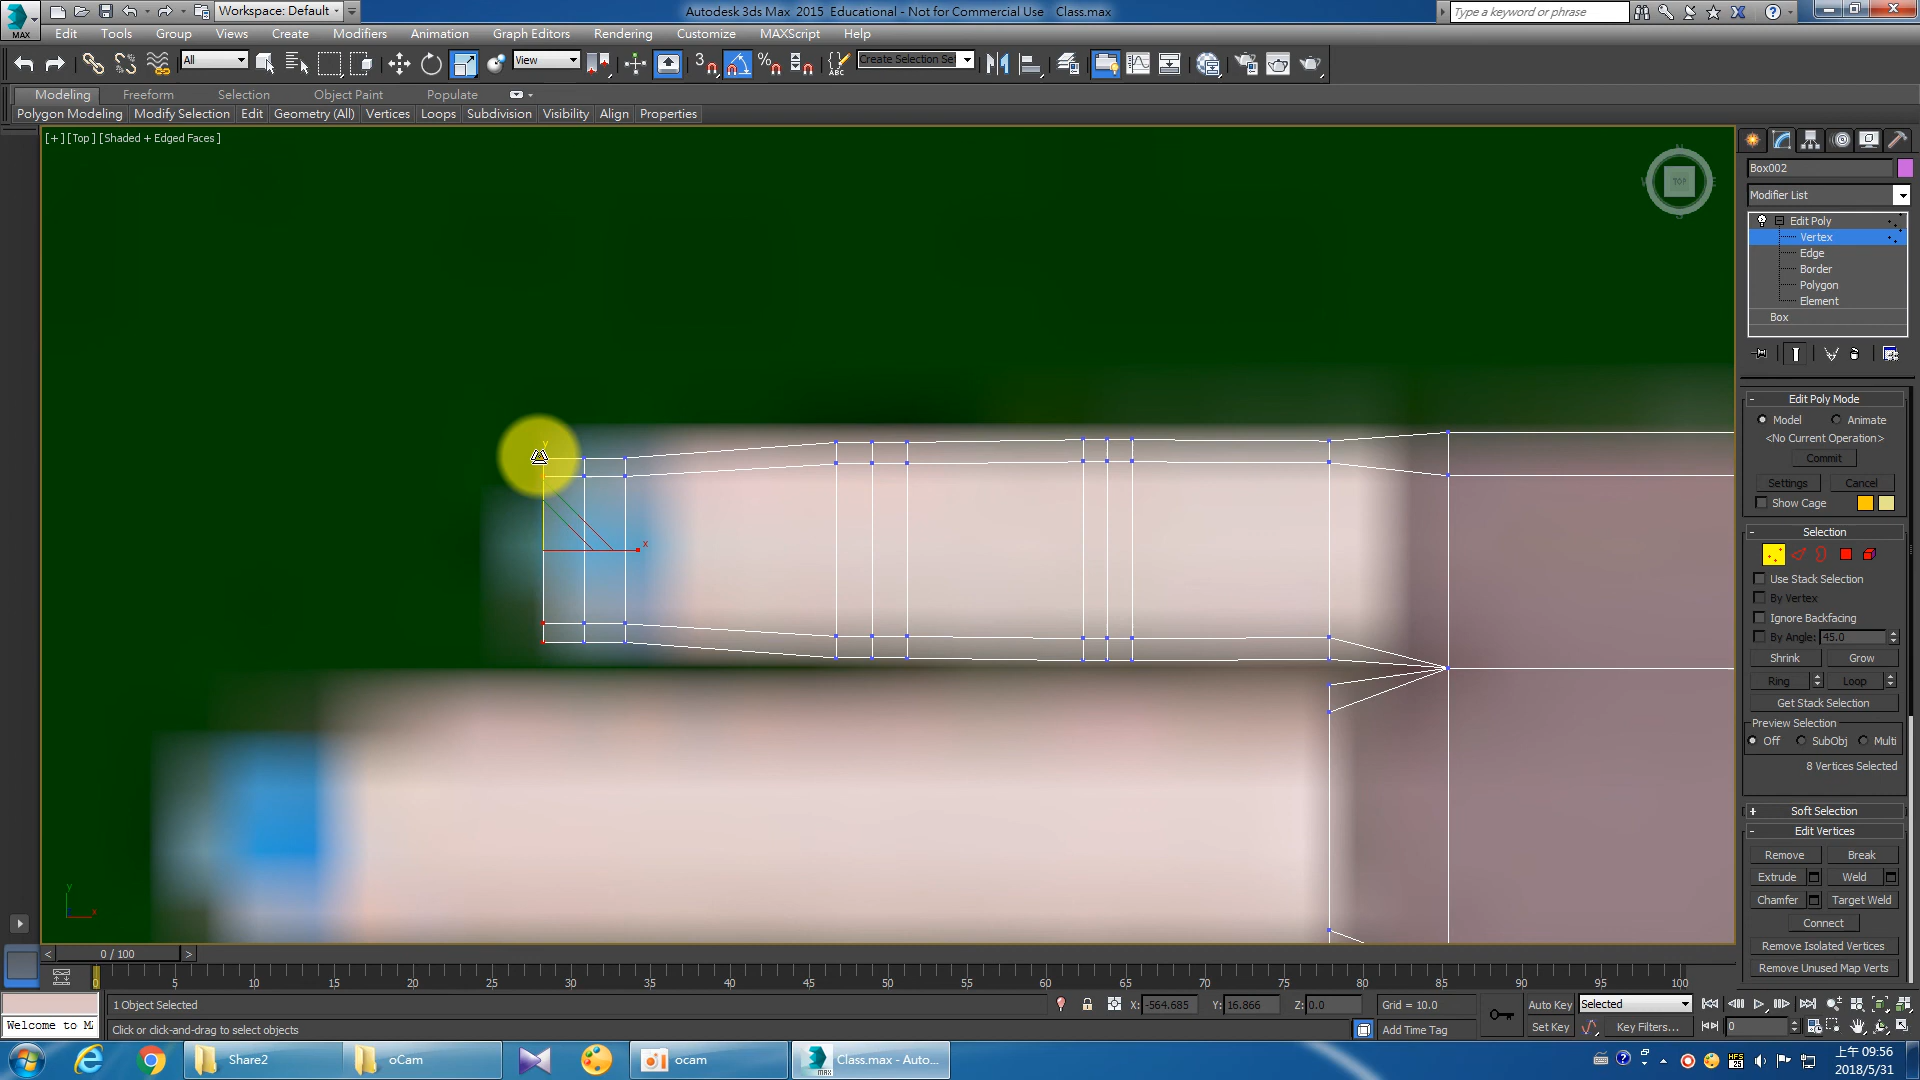 Workspace: Default
Autodesk 3ds Max 2015 Educational - Not for Commercial Use Class.max
Type a keyword or phrase
MAX
Edit Tools Group Views Create Modifiers Animation Graph Editors Rendering Customize MAXScript Help
All
View
3
ABC
Create Selection Se
Modeling Freeform Selection Object Paint Populate
Polygon Modeling Modify Selection Edit Geometry (All) Vertices Loops Subdivision Visibility Align Properties
[+] [Top] [Shaded + Edged Faces]
TOP
Box002
Modifier List
Edit Poly
Vertex
Edge
Border
Polygon
Element
Box
Edit Poly Mode
Model Animate
<No Current Operation>
Commit
Settings Cancel
Show Cage
Selection
Use Stack Selection
By Vertex
Ignore Backfacing
By Angle: 45.0
Shrink Grow
Ring Loop
Get Stack Selection
Preview Selection
Off SubObj Multi
8 Vertices Selected
Soft Selection
Edit Vertices
Remove Break
Extrude Weld
Chamfer Target Weld
Connect
Remove Isolated Vertices
Remove Unused Map Verts
y
x
y
0 / 100
0 5 10 15 20 25 30 35 40 45 50 55 60 65 70 75 80 85 90 95 100
1 Object Selected
X: -564.685 Y: 16.866 Z: 0.0 Grid = 10.0
Auto Key Selected
Welcome to M
Click or click-and-drag to select objects
Add Time Tag
Set Key Key Filters... 0
Share2 oCam ocam Class.max - Auto...
上午 09:56
2018/5/31